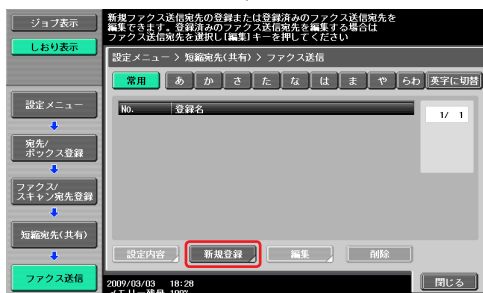 ジョブ表示
しおり表示
新規ファクス送信宛先の登録または登録済みのファクス送信宛先を
編集できます。登録済みのファクス送信宛先を編集する場合は
ファクス送信宛先を選択し[編集]キーを押してください
設定メニュー > 短縮宛先(共有) > ファクス送信
常用 あ か さ た な は ま や らわ 英字に切替
No. 登録名
1/ 1
設定メニュー
宛先/
ボックス登録
ファクス/
スキャン宛先登録
短縮宛先(共有)
ファクス送信
設定内容 新規登録 編集 削除
2009/03/03 18:28
メモリー残量 100%
閉じる